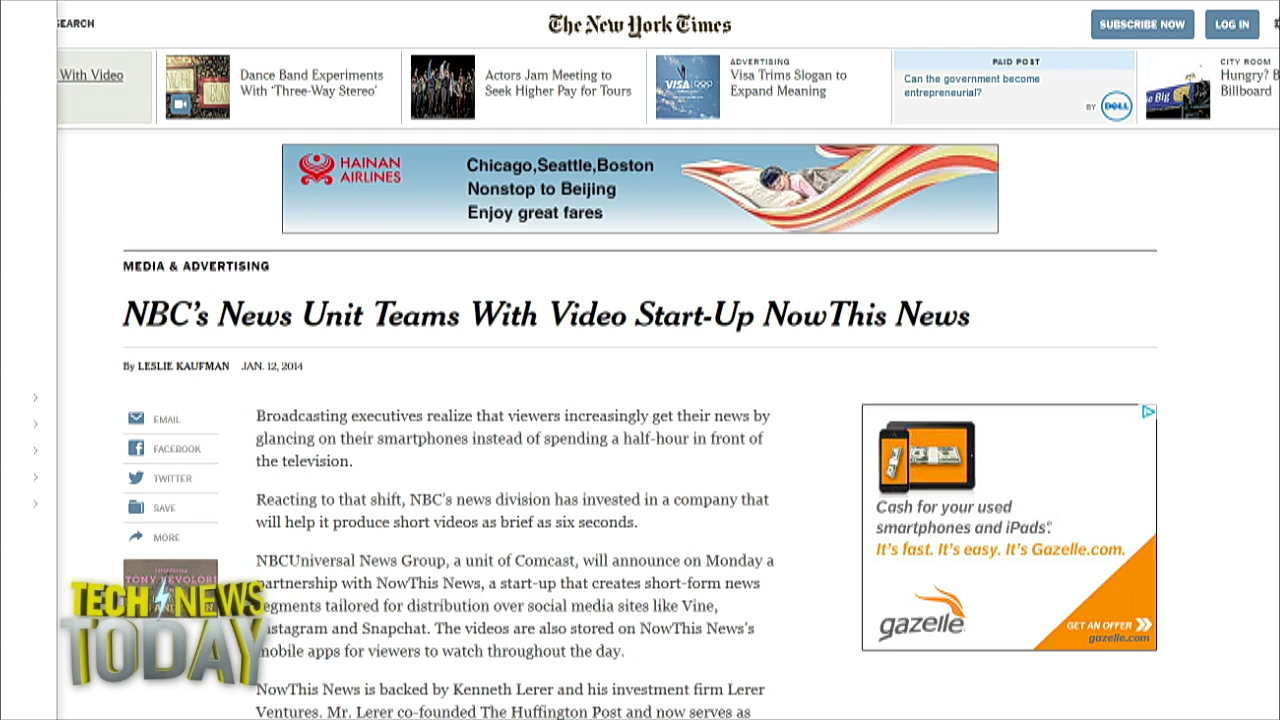 SEARCH
The New York Times
SUBSCRIBE NOW
LOG IN
With Video
Dance Band Experiments
With 'Three-Way Stereo'
Actors Jam Meeting to
Seek Higher Pay for Tours
VISA
ADVERTISING
Visa Trims Slogan to
Expand Meaning
PAID POST
Can the government become
entrepreneurial?
BY DELL
Big
CITY ROOM
Hungry? B
Billboard
HAINAN
AIRLINES
Chicago,Seattle,Boston
Nonstop to Beijing
Enjoy great fares
MEDIA & ADVERTISING
NBC's News Unit Teams With Video Start-Up NowThis News
By LESLIE KAUFMAN JAN. 12, 2014
EMAIL
FACEBOOK
TWITTER
SAVE
MORE
Broadcasting executives realize that viewers increasingly get their news by
glancing on their smartphones instead of spending a half-hour in front of
the television.
Reacting to that shift, NBC's news division has invested in a company that
will help it produce short videos as brief as six seconds.
NBCUniversal News Group, a unit of Comcast, will announce on Monday a
partnership with NowThis News, a start-up that creates short-form news
segments tailored for distribution over social media sites like Vine,
nstagram and Snapchat. The videos are also stored on NowThis News's
mobile apps for viewers to watch throughout the day.
NowThis News is backed by Kenneth Lerer and his investment firm Lerer
Ventures. Mr. Lerer co-founded The Huffington Post and now serves as
Cash for your used
smartphones and iPads.
It's fast. It's easy. It's Gazelle.com.
gazelle
GET AN OFFER
gazelle.com
TECH NEWS
TODAY